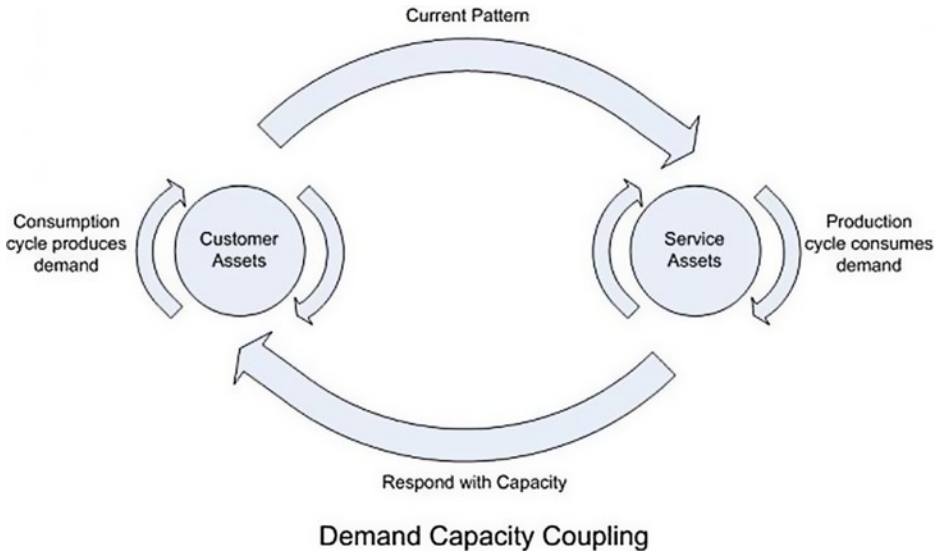 Current Pattern
Consumption
cycle produces
demand
Customer
Assets
Service
Assets
Production
cycle consumes
demand
Respond with Capacity
Demand Capacity Coupling